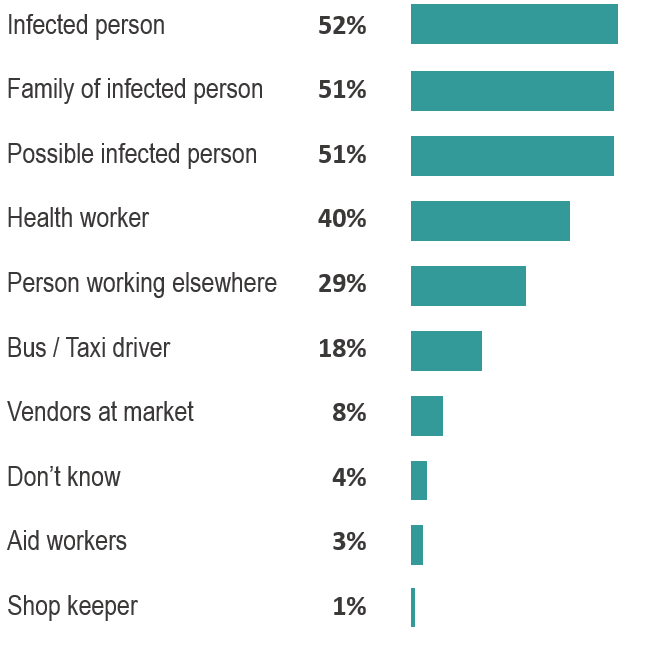 Infected person 52%
Family of infected person 51%
Possible infected person 51%
Health worker 40%
Person working elsewhere 29%
Bus / Taxi driver 18%
Vendors at market 8%
Don’t know 4%
Aid workers 3%
Shop keeper 1%